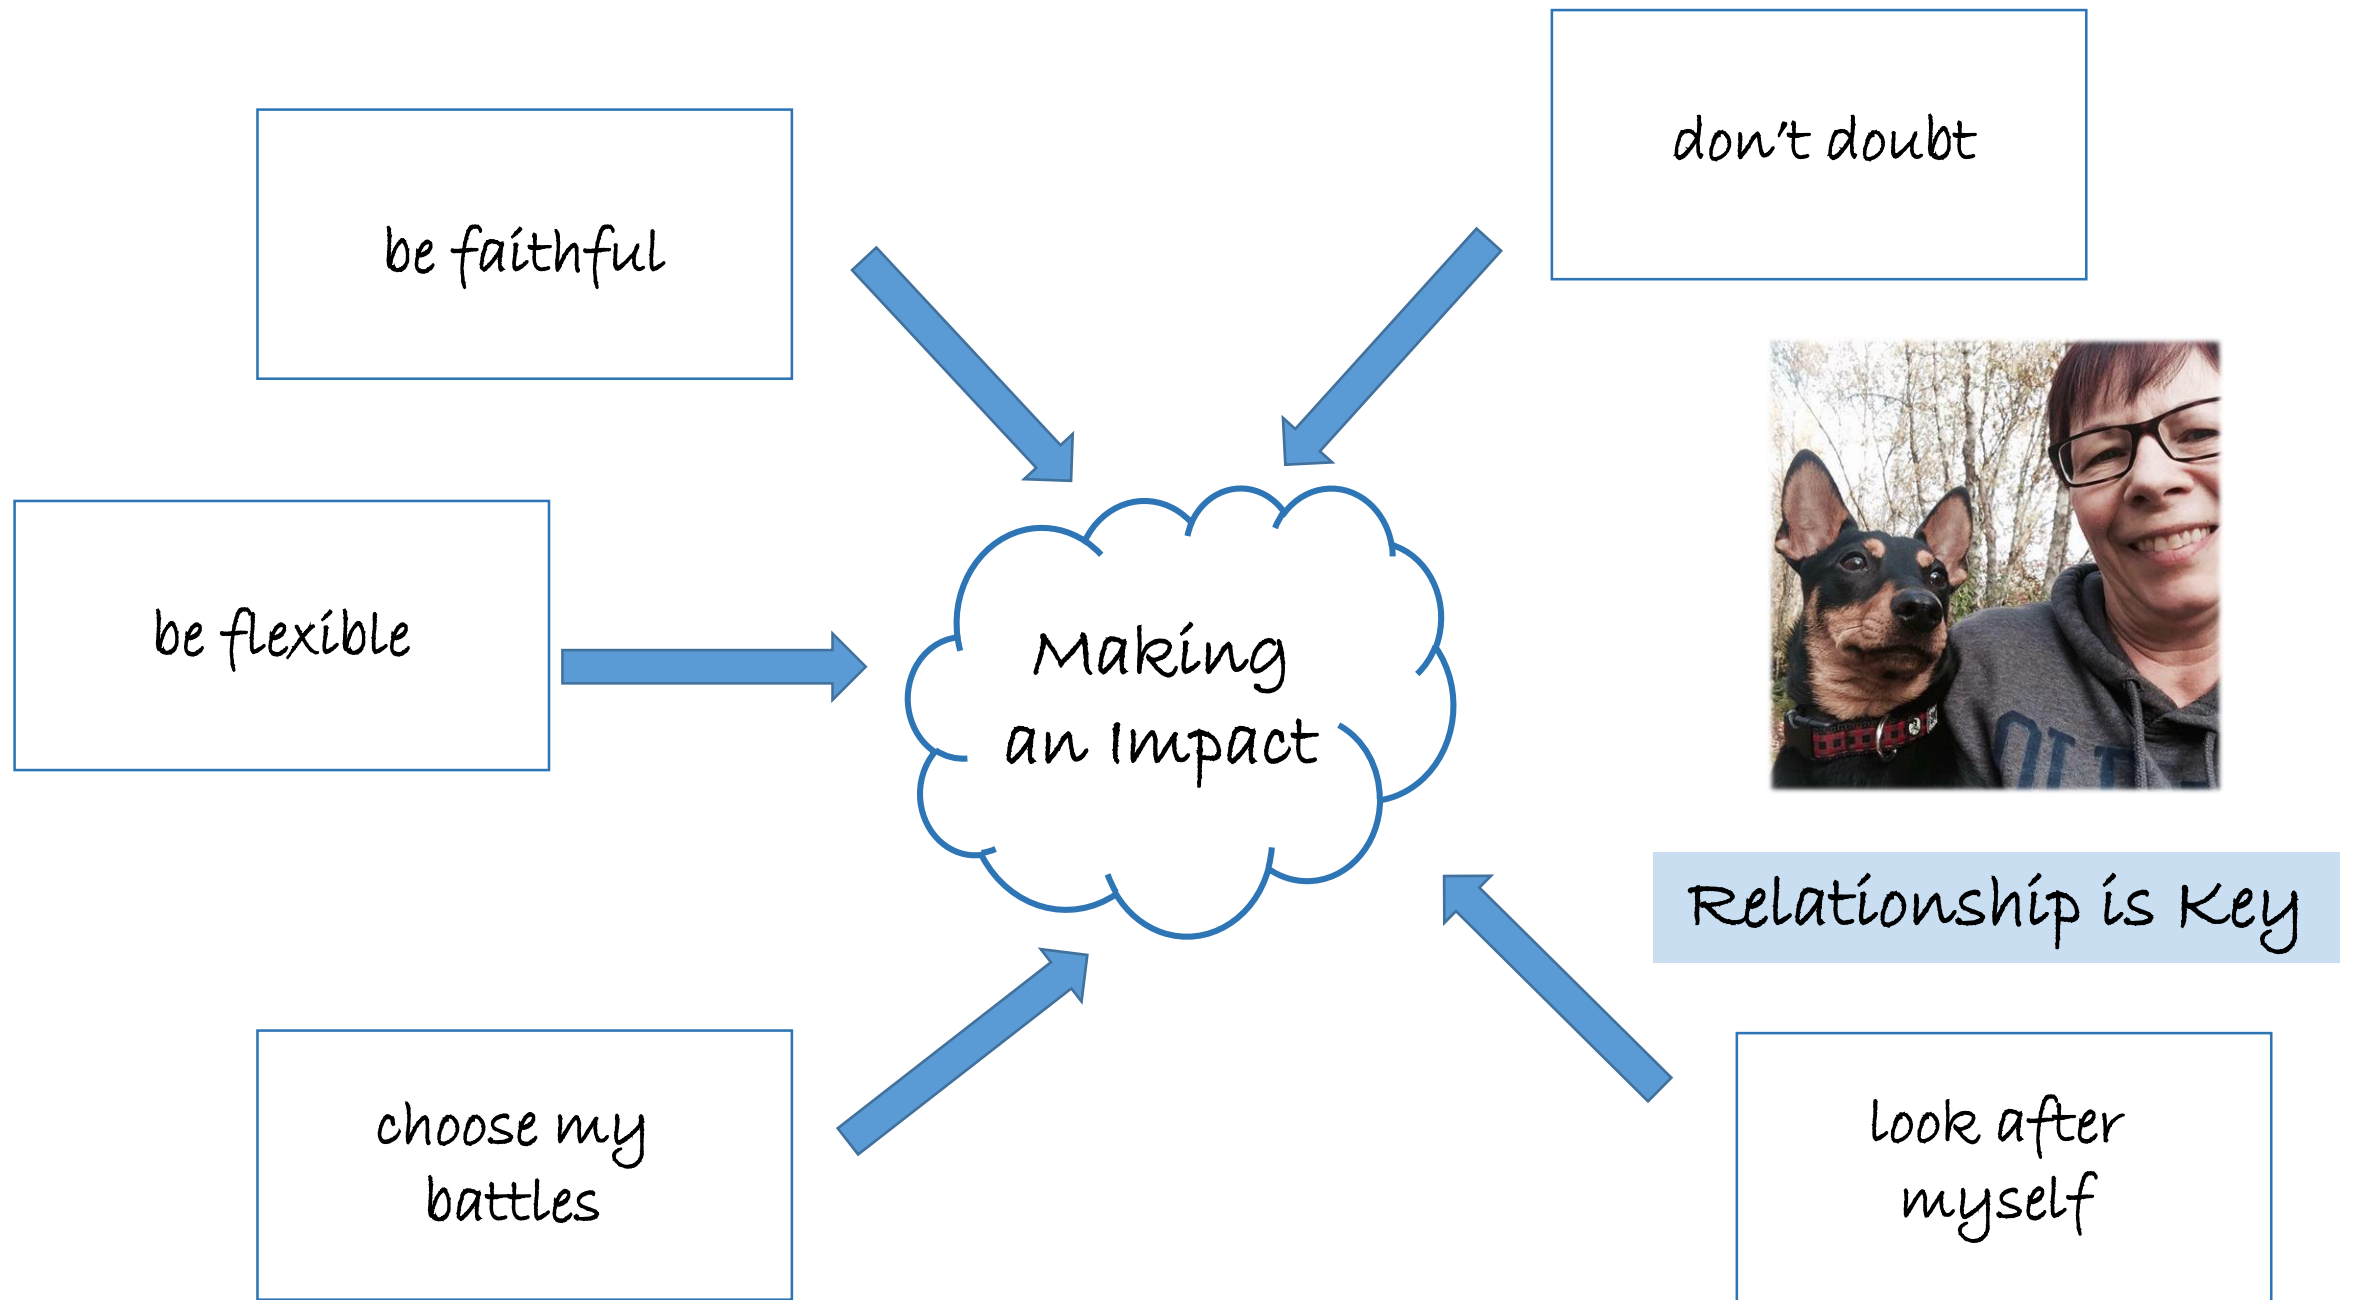 don't doubt
be faithful
be flexible
Making
an Impact
Relationship is Key
choose my
battles
look after
myself